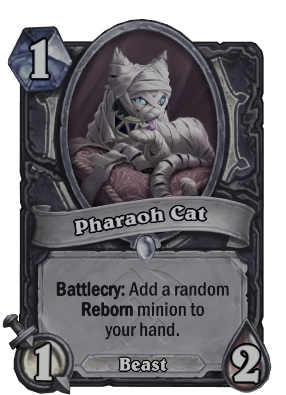 1
Pharaoh Cat
Battlecry: Add a random
Reborn minion to
your hand.
1
Beast
2